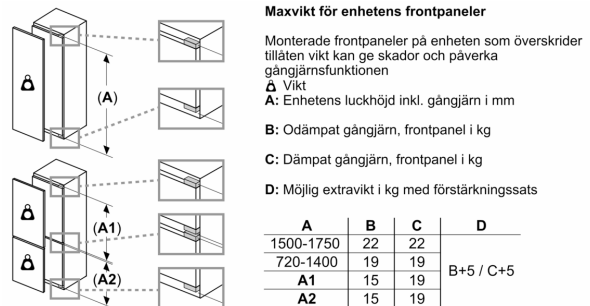 Maxvikt för enhetens frontpaneler
Monterade frontpaneler på enheten som överskrider
tillåten vikt kan ge skador och påverka
gångjärnsfunktionen
Vikt
A: Enhetens luckhöjd inkl. gångjärn i mm
B: Odämpat gångjärn, frontpanel i kg
C: Dämpat gångjärn, frontpanel i kg
D: Möjlig extravikt i kg med förstärkningssats
(A)
(A1)
(A2)
A B C D
1500-1750 22 22
720-1400 19 19
B+5 / C+5
A1 15 19
A2 15 19